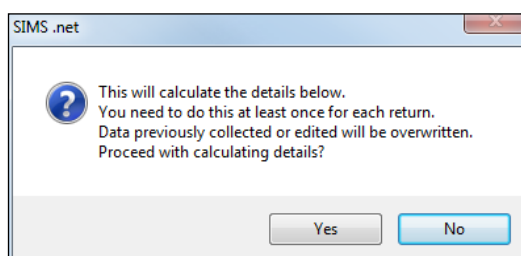 SIMS .net
This will calculate the details below.
You need to do this at least once for each return.
Data previously collected or edited will be overwritten.
Proceed with calculating details?
Yes No